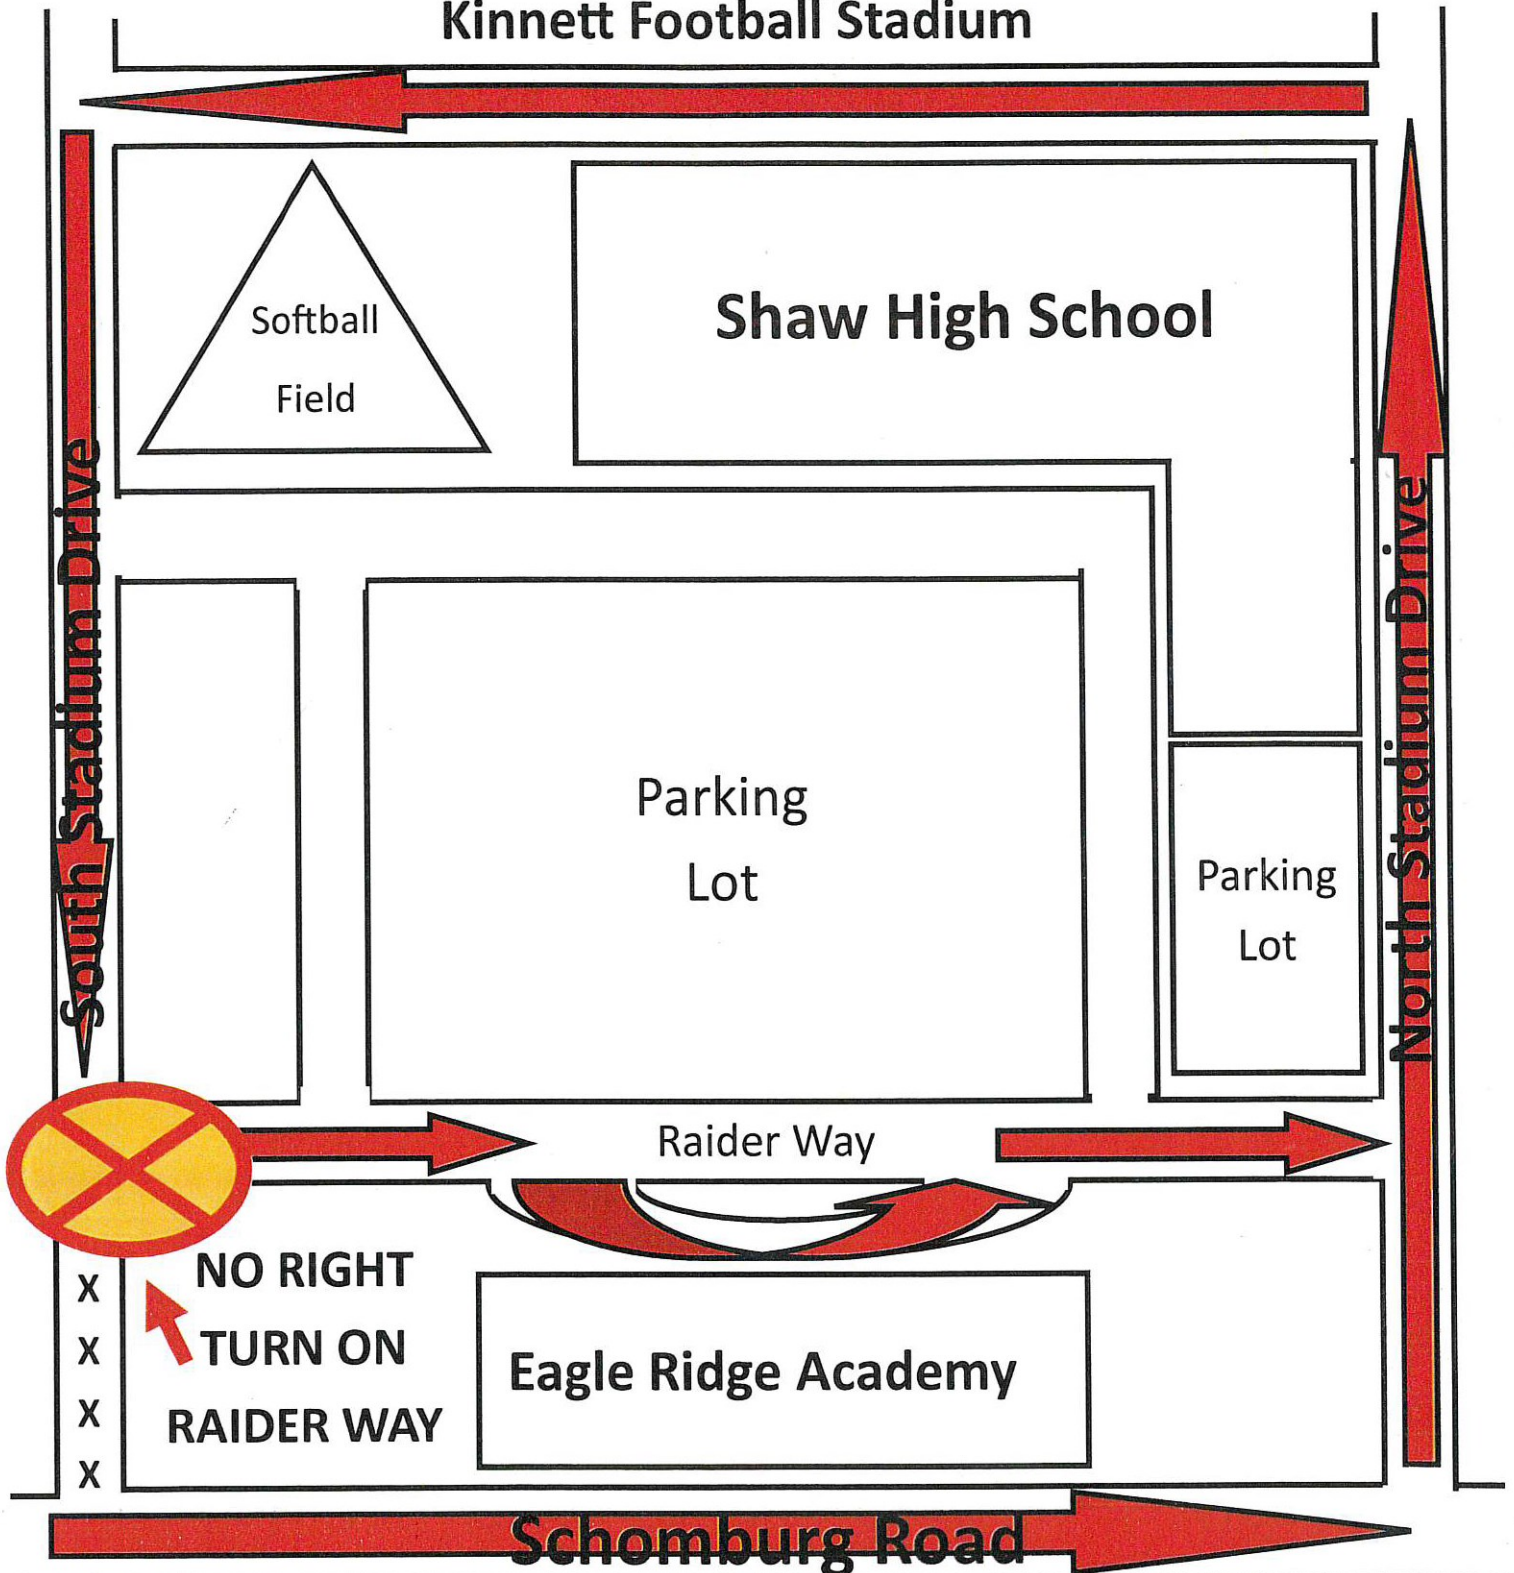 Kinnett Football Stadium
Softball
Field
Shaw High School
South Stadium Drive
North Stadium Drive
Parking
Lot
Parking
Lot
Raider Way
NO RIGHT
TURN ON
RAIDER WAY
X
X
X
X
Eagle Ridge Academy
Schomburg Road